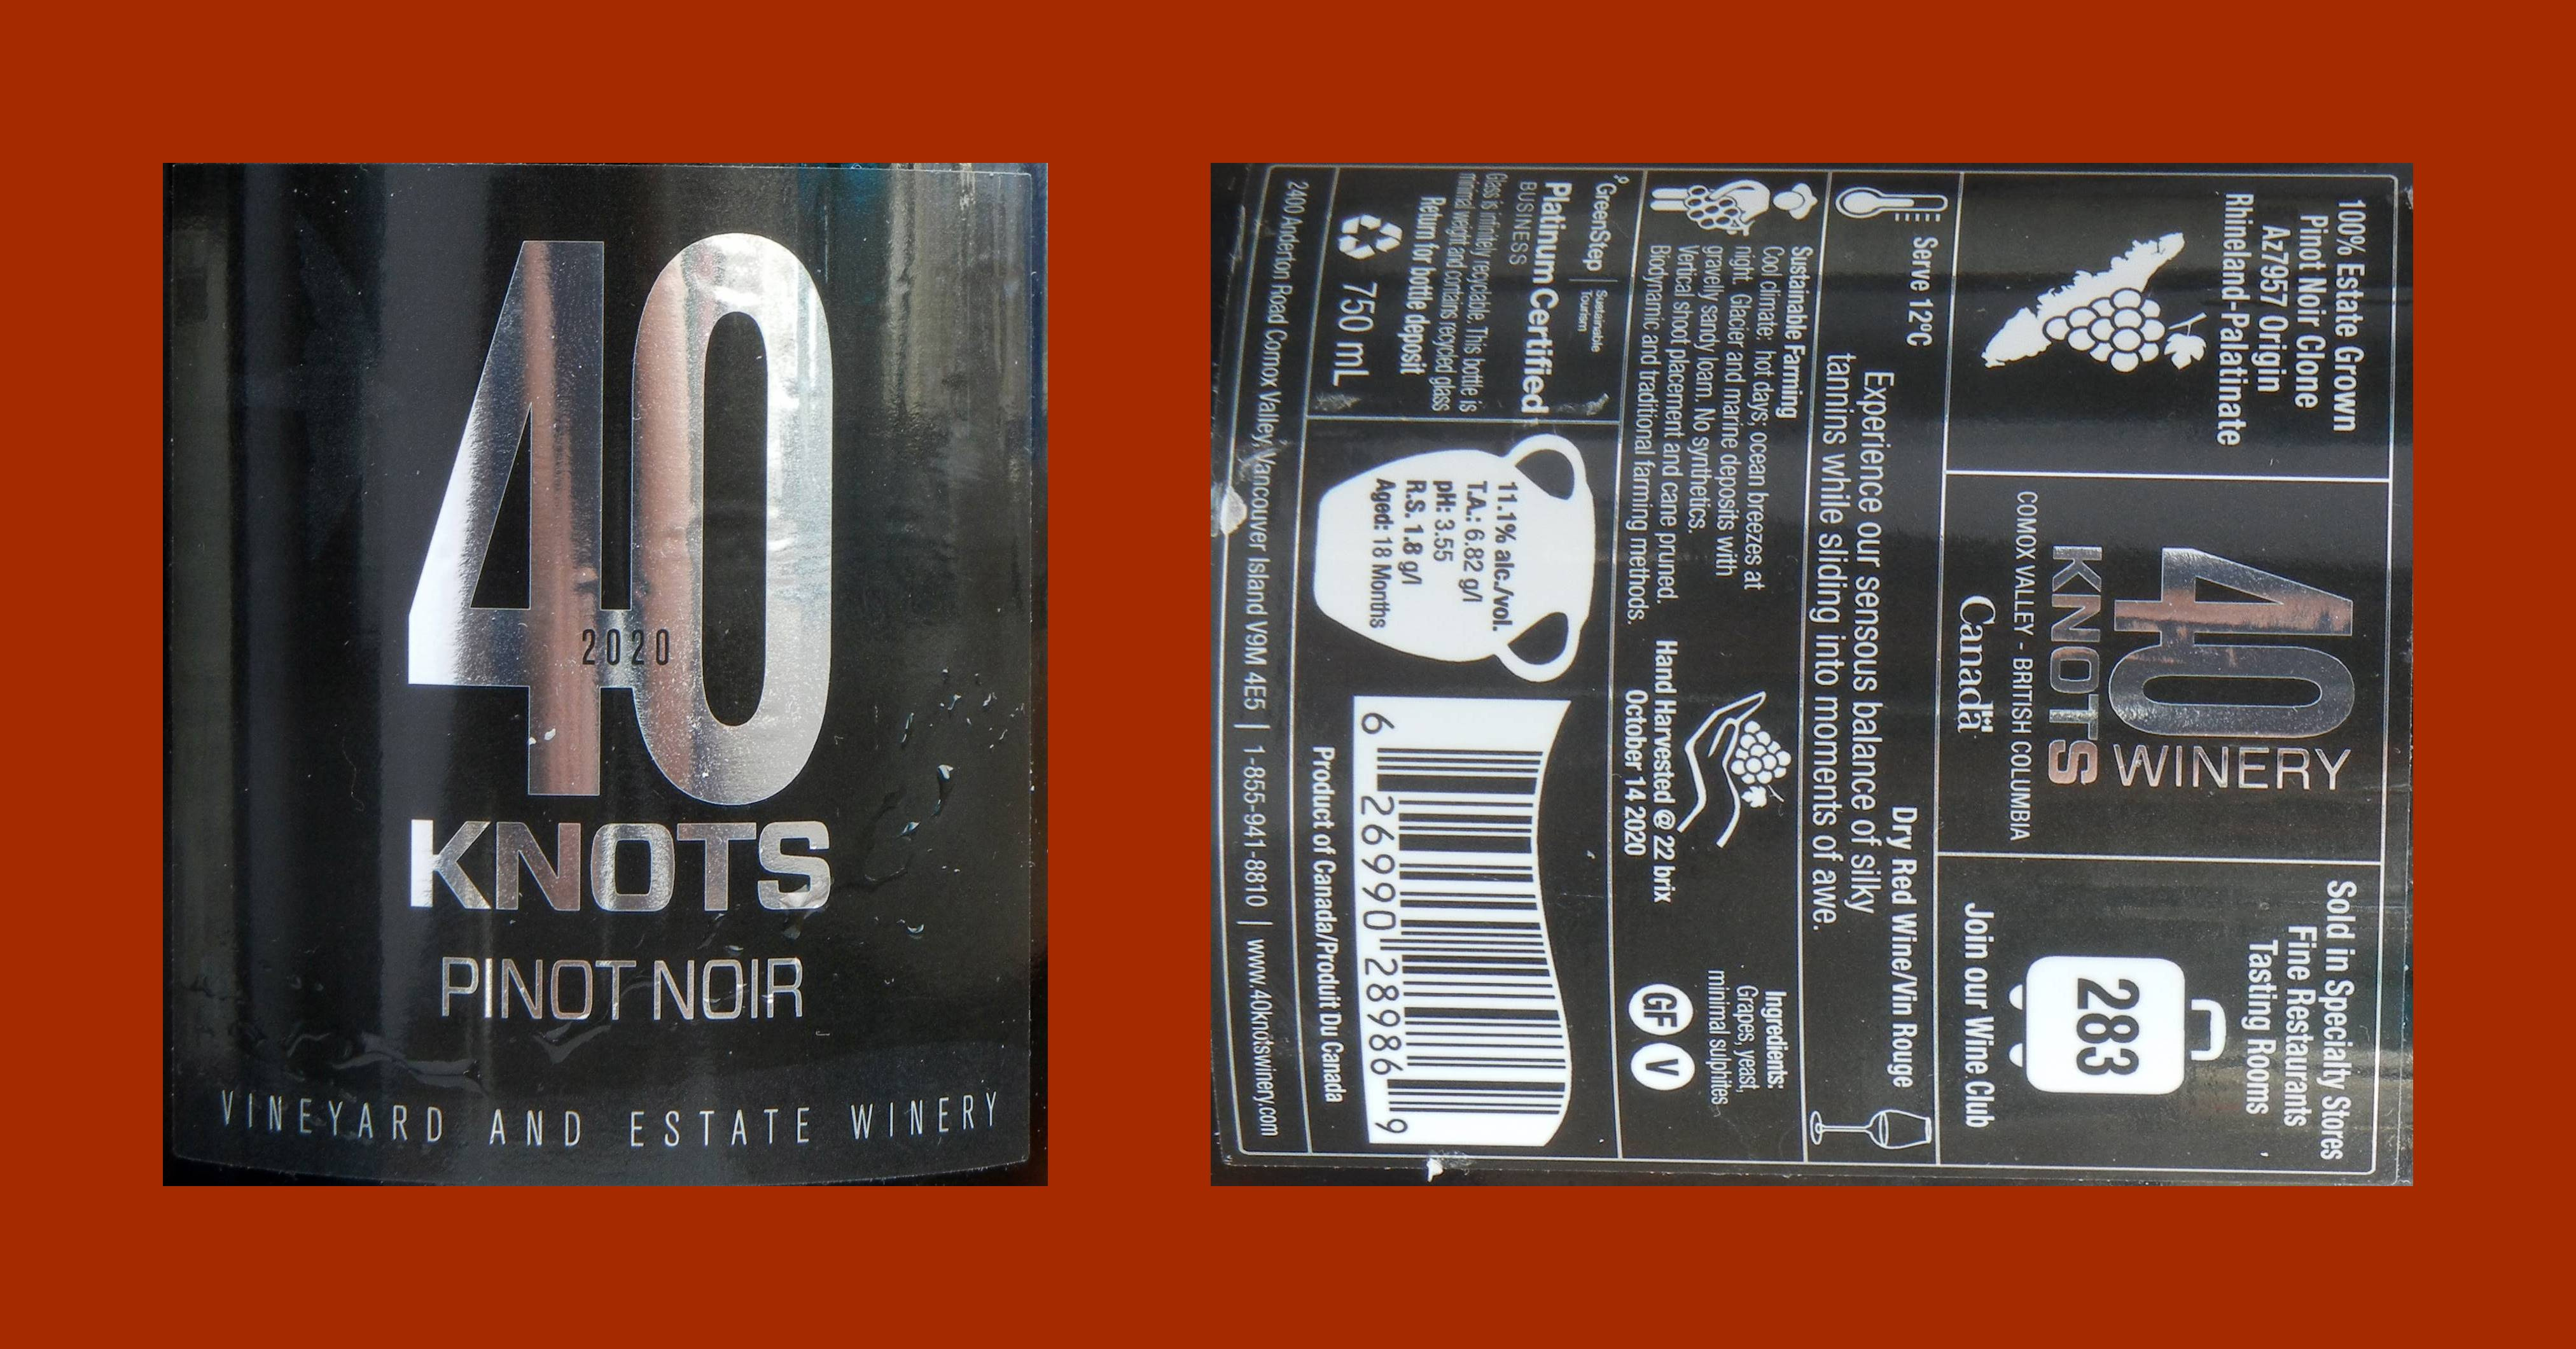 40
2020
KNOTS
PINOT NOIR
VINEYARD AND ESTATE WINERY
100% Estate Grown
Pinot Noir Clone
Az7957 Origin
Rhineland-Palatinate
40
WINERY
KNOTS
COMOX VALLEY - BRITISH COLUMBIA
Canada
Sold in Specialty Stores
Fine Restaurants
Tasting Rooms
283
Join our Wine Club
Serve 12°C
Dry Red Wine/Vin Rouge
Experience our sensous balance of silky
tannins while sliding into moments of awe.
Sustainable Farming
Cool climate; hot days; ocean breezes at
night. Glacier and marine deposits with
gravelly sandy loam. No synthetics.
Vertical shoot placement and cane pruned.
Biodynamic and traditional farming methods.
Hand Harvested @ 22 brix
October 14 2020
Ingredients:
Grapes, yeast,
minimal sulphites
GF V
GreenStep
Sustainable
Tourism
Platinum Certified
BUSINESS
Glass is infinitely recyclable. This bottle is
minimal weight and contains recycled glass
Return for bottle deposit
750 mL
11.1% alc./vol.
T.A.: 6.82 g/l
pH: 3.55
R.S. 1.8 g/l
Aged: 18 Months
6 26990 28986 9
Product of Canada/Produit Du Canada
2400 Anderton Road Comox Valley, Vancouver Island V9M 4E5 | 1-855-941-8810 | www.40knotswinery.com